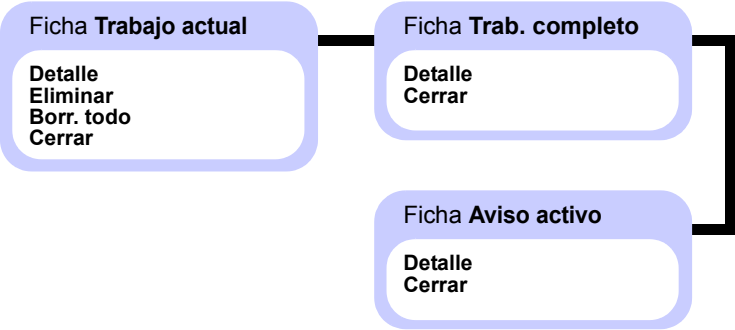 Ficha Trabajo actual
Detalle
Eliminar
Borr. todo
Cerrar
Ficha Trab. completo
Detalle
Cerrar
Ficha Aviso activo
Detalle
Cerrar